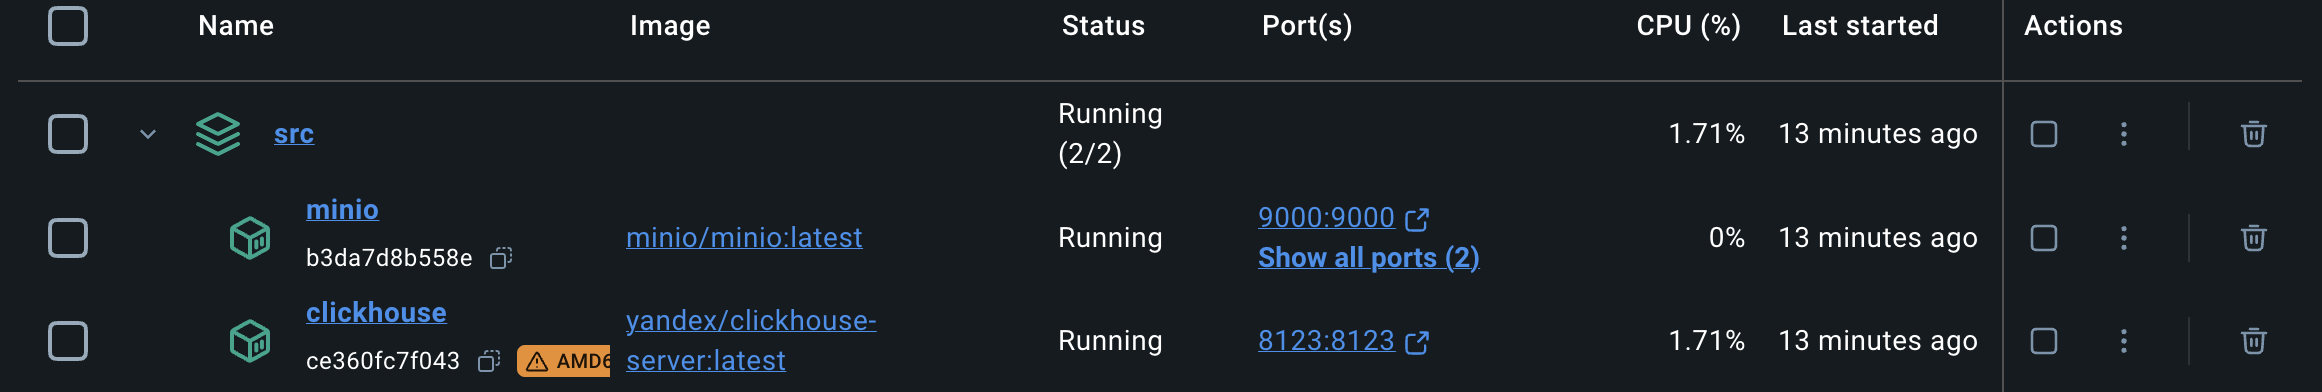 Name Image Status Port(s) CPU (%) Last started Actions
src Running (2/2) 1.71% 13 minutes ago
minio
b3da7d8b558e
minio/minio:latest
Running
9000:9000
Show all ports (2)
0%
13 minutes ago
clickhouse
ce360fc7f043
yandex/clickhouse-
server:latest
Running
8123:8123
1.71%
13 minutes ago